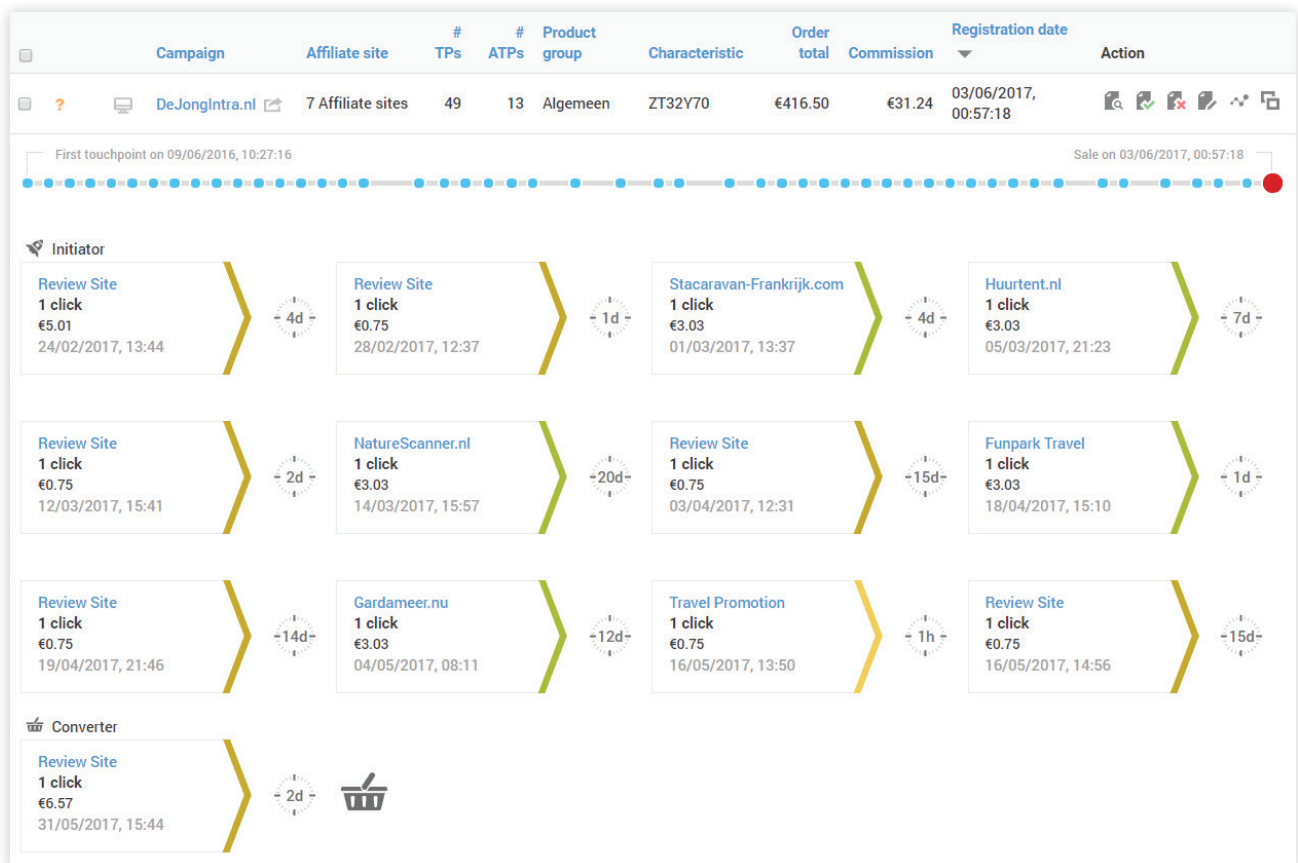 Campaign Affiliate site # TPs # ATPs Product group Characteristic Order total Commission Registration date Action
? DeJongIntra.nl 7 Affiliate sites 49 13 Algemeen ZT32Y70 €416.50 €31.24 03/06/2017, 00:57:18
First touchpoint on 09/06/2016, 10:27:16 Sale on 03/06/2017, 00:57:18
Initiator
Review Site
1 click
€5.01
24/02/2017, 13:44
4d
Review Site
1 click
€0.75
28/02/2017, 12:37
1d
Stacaravan-Frankrijk.com
1 click
€3.03
01/03/2017, 13:37
4d
Huurtent.nl
1 click
€3.03
05/03/2017, 21:23
7d
Review Site
1 click
€0.75
12/03/2017, 15:41
2d
NatureScanner.nl
1 click
€3.03
14/03/2017, 15:57
20d
Review Site
1 click
€0.75
03/04/2017, 12:31
15d
Funpark Travel
1 click
€3.03
18/04/2017, 15:10
1d
Review Site
1 click
€0.75
19/04/2017, 21:46
14d
Gardameer.nu
1 click
€3.03
04/05/2017, 08:11
12d
Travel Promotion
1 click
€0.75
16/05/2017, 13:50
1h
Review Site
1 click
€0.75
16/05/2017, 14:56
15d
Converter
Review Site
1 click
€6.57
31/05/2017, 15:44
2d